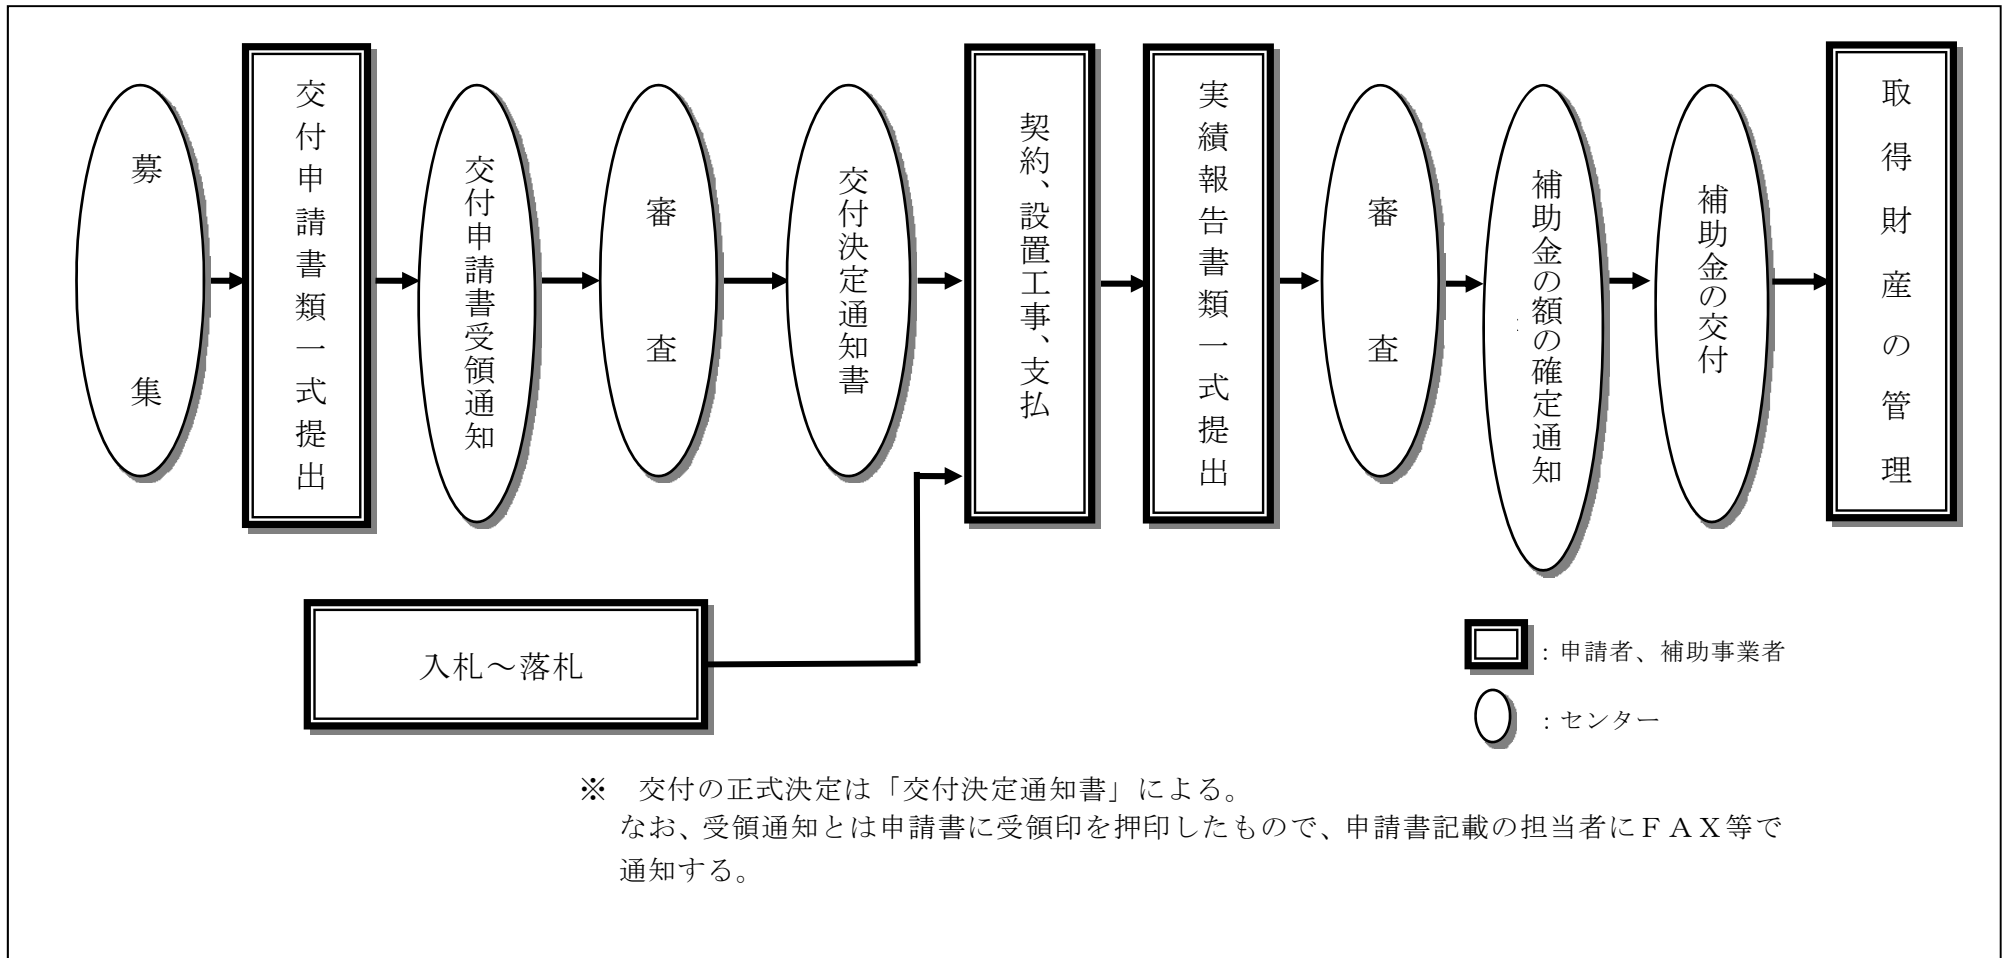 募集
交付申請書類一式提出
交付申請書受領通知
審査
交付決定通知書
契約、設置工事、支払
実績報告書類一式提出
審査
補助金の額の確定通知
補助金の交付
取得財産の管理
入札～落札
：申請者、補助事業者
：センター
※　交付の正式決定は「交付決定通知書」による。
なお、受領通知とは申請書に受領印を押印したもので、申請書記載の担当者にＦＡＸ等で
通知する。